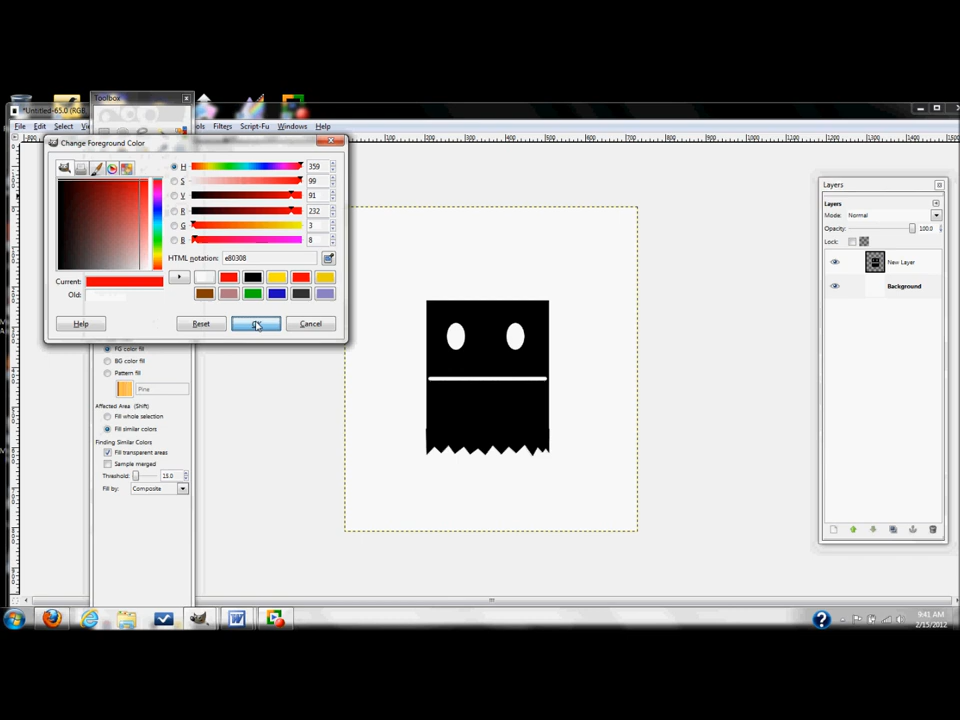 Toolbox
*Untitled-65.0 (RGB
File Edit Select Filters Script-Fu Windows Help
Change Foreground Color
H 359
S 99
V 91
R 232
G 3
B 8
HTML notation: e80308
Current:
Old:
Help Reset OK Cancel
FG color fill
BG color fill
Pattern fill
Pine
Affected Area (Shift)
Fill whole selection
Fill similar colors
Finding Similar Colors
Fill transparent areas
Sample merged
Threshold: 15.0
Fill by: Composite
Layers
Layers
Mode: Normal
Opacity: 100.0
Lock:
New Layer
Background
9:41 AM
2/15/2012